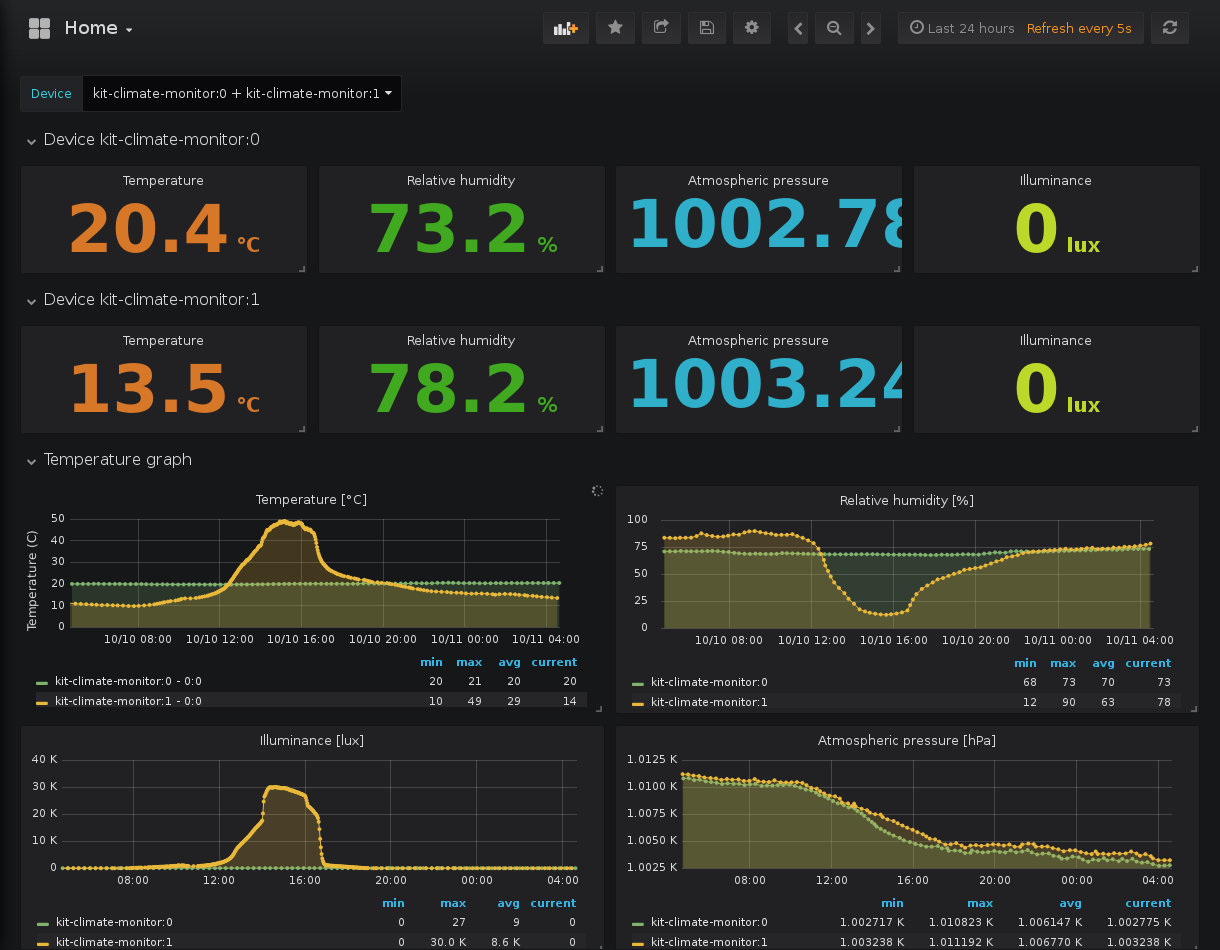 Home
Last 24 hours Refresh every 5s
Device kit-climate-monitor:0 + kit-climate-monitor:1
Device kit-climate-monitor:0
Temperature Relative humidity Atmospheric pressure Illuminance
20.4 °C 73.2 % 1002.78 0 lux
Device kit-climate-monitor:1
Temperature Relative humidity Atmospheric pressure Illuminance
13.5 °C 78.2 % 1003.24 0 lux
Temperature graph
Temperature [°C]
Temperature (C)
50
40
30
20
10
0
10/10 08:00 10/10 12:00 10/10 16:00 10/10 20:00 10/11 00:00 10/11 04:00
min max avg current
kit-climate-monitor:0 - 0:0 20 21 20 20
kit-climate-monitor:1 - 0:0 10 49 29 14
Relative humidity [%]
100
75
50
25
0
10/10 08:00 10/10 12:00 10/10 16:00 10/10 20:00 10/11 00:00 10/11 04:00
min max avg current
kit-climate-monitor:0 68 73 70 73
kit-climate-monitor:1 12 90 63 78
Illuminance [lux]
40 K
30 K
20 K
10 K
0
08:00 12:00 16:00 20:00 00:00 04:00
min max avg current
kit-climate-monitor:0 0 27 9 0
kit-climate-monitor:1 0 30.0 K 8.6 K 0
Atmospheric pressure [hPa]
1.0125 K
1.0100 K
1.0075 K
1.0050 K
1.0025 K
08:00 12:00 16:00 20:00 00:00 04:00
min max avg current
kit-climate-monitor:0 1.002717 K 1.010823 K 1.006147 K 1.002775 K
kit-climate-monitor:1 1.003238 K 1.011192 K 1.006770 K 1.003238 K